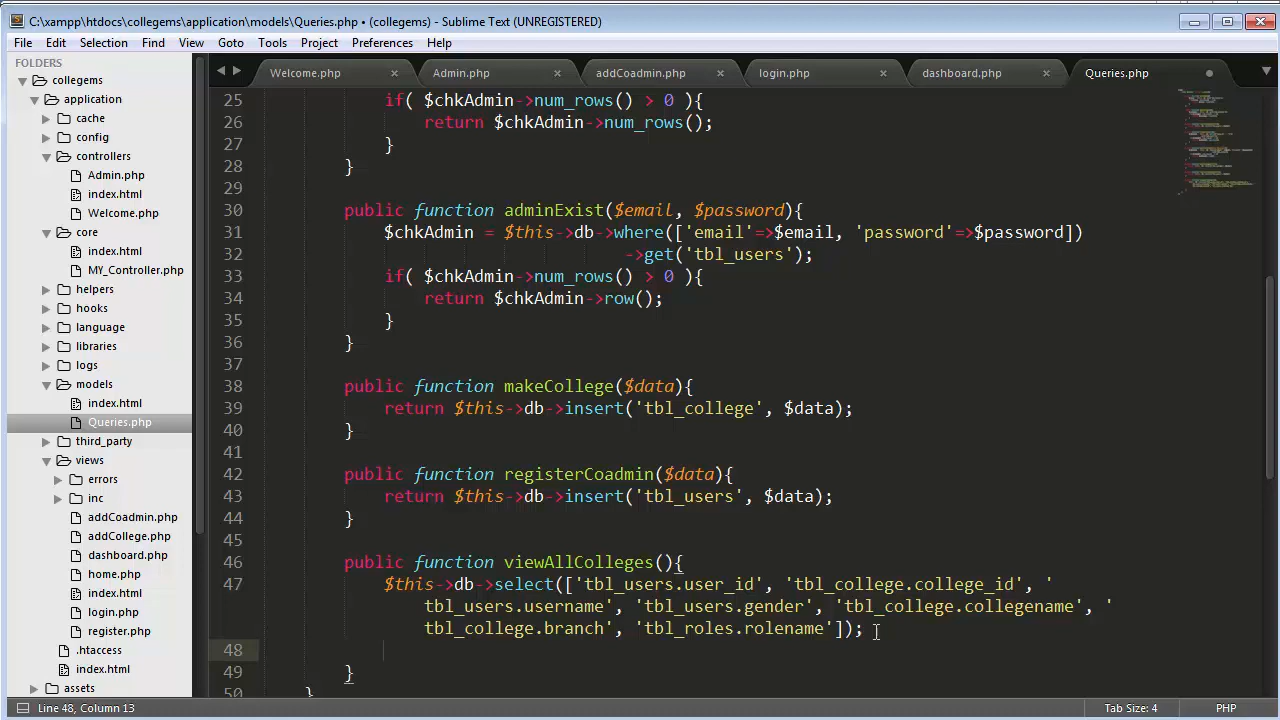 C:\xampp\htdocs\collegems\application\models\Queries.php • (collegems) - Sublime Text (UNREGISTERED)
File Edit Selection Find View Goto Tools Project Preferences Help
FOLDERS
collegems
application
cache
config
controllers
Admin.php
index.html
Welcome.php
core
index.html
MY_Controller.php
helpers
hooks
language
libraries
logs
models
index.html
Queries.php
third_party
views
errors
inc
addCoadmin.php
addCollege.php
dashboard.php
home.php
index.html
login.php
register.php
.htaccess
index.html
assets
Welcome.php Admin.php addCoadmin.php login.php dashboard.php Queries.php
25 if( $chkAdmin->num_rows() > 0 ){
26 return $chkAdmin->num_rows();
27 }
28 }
29
30 public function adminExist($email, $password){
31 $chkAdmin = $this->db->where(['email'=>$email, 'password'=>$password])
32 ->get('tbl_users');
33 if( $chkAdmin->num_rows() > 0 ){
34 return $chkAdmin->row();
35 }
36 }
37
38 public function makeCollege($data){
39 return $this->db->insert('tbl_college', $data);
40 }
41
42 public function registerCoadmin($data){
43 return $this->db->insert('tbl_users', $data);
44 }
45
46 public function viewAllColleges(){
47 $this->db->select(['tbl_users.user_id', 'tbl_college.college_id', '
tbl_users.username', 'tbl_users.gender', 'tbl_college.collegename', '
tbl_college.branch', 'tbl_roles.rolename']);
48
49 }
50 }
Line 48, Column 13 Tab Size: 4 PHP